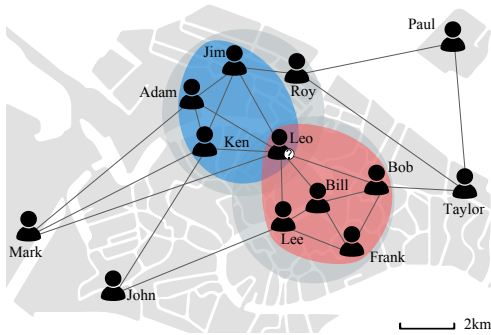 Paul
Jim
Roy
Adam
Ken
Leo
?
Bob
Bill
Taylor
Mark
Lee
Frank
John
2km